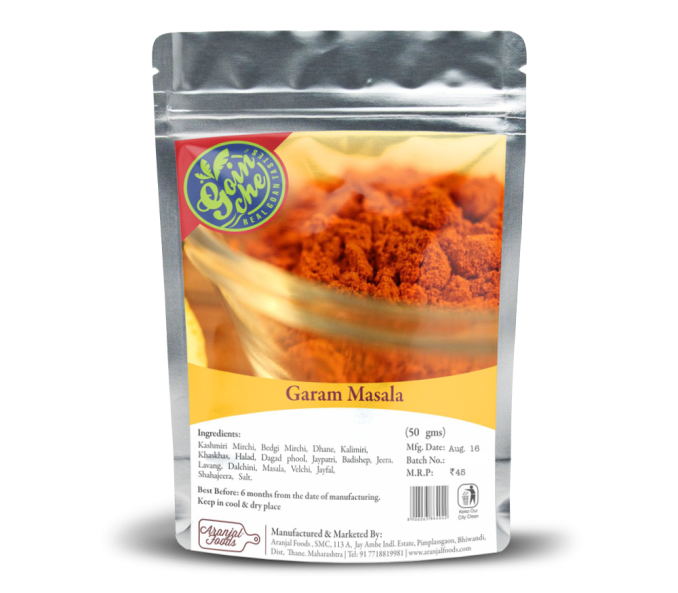 Goin
che
REAL GOAN TASTES
Garam Masala
Ingredients:
Kashmiri Mirchi, Bedgi Mirchi, Dhane, Kalimiri,
Khaskhas, Halad, Dagad phool, Jaypatri, Badishep, Jeera,
Lavang, Dalchini, Masala, Velchi, Jayfal,
Shahajeera, Salt,
Best Before: 6 months from the date of manufacturing.
Keep in cool & dry place
(50 gms)
Mfg. Date: Aug. 16
Batch No.:
M.R.P: ₹45
Keep Our
City Clean
Aranjal
Foods
Manufactured & Marketed By:
Aranjal Foods , SMC, 113 A, Jay Ambe Indl. Estate, Pimplasgaon, Bhiwandi,
Dist, Thane. Maharashtra | Tel: 91 7718819981 | www.aranjalfoods.com